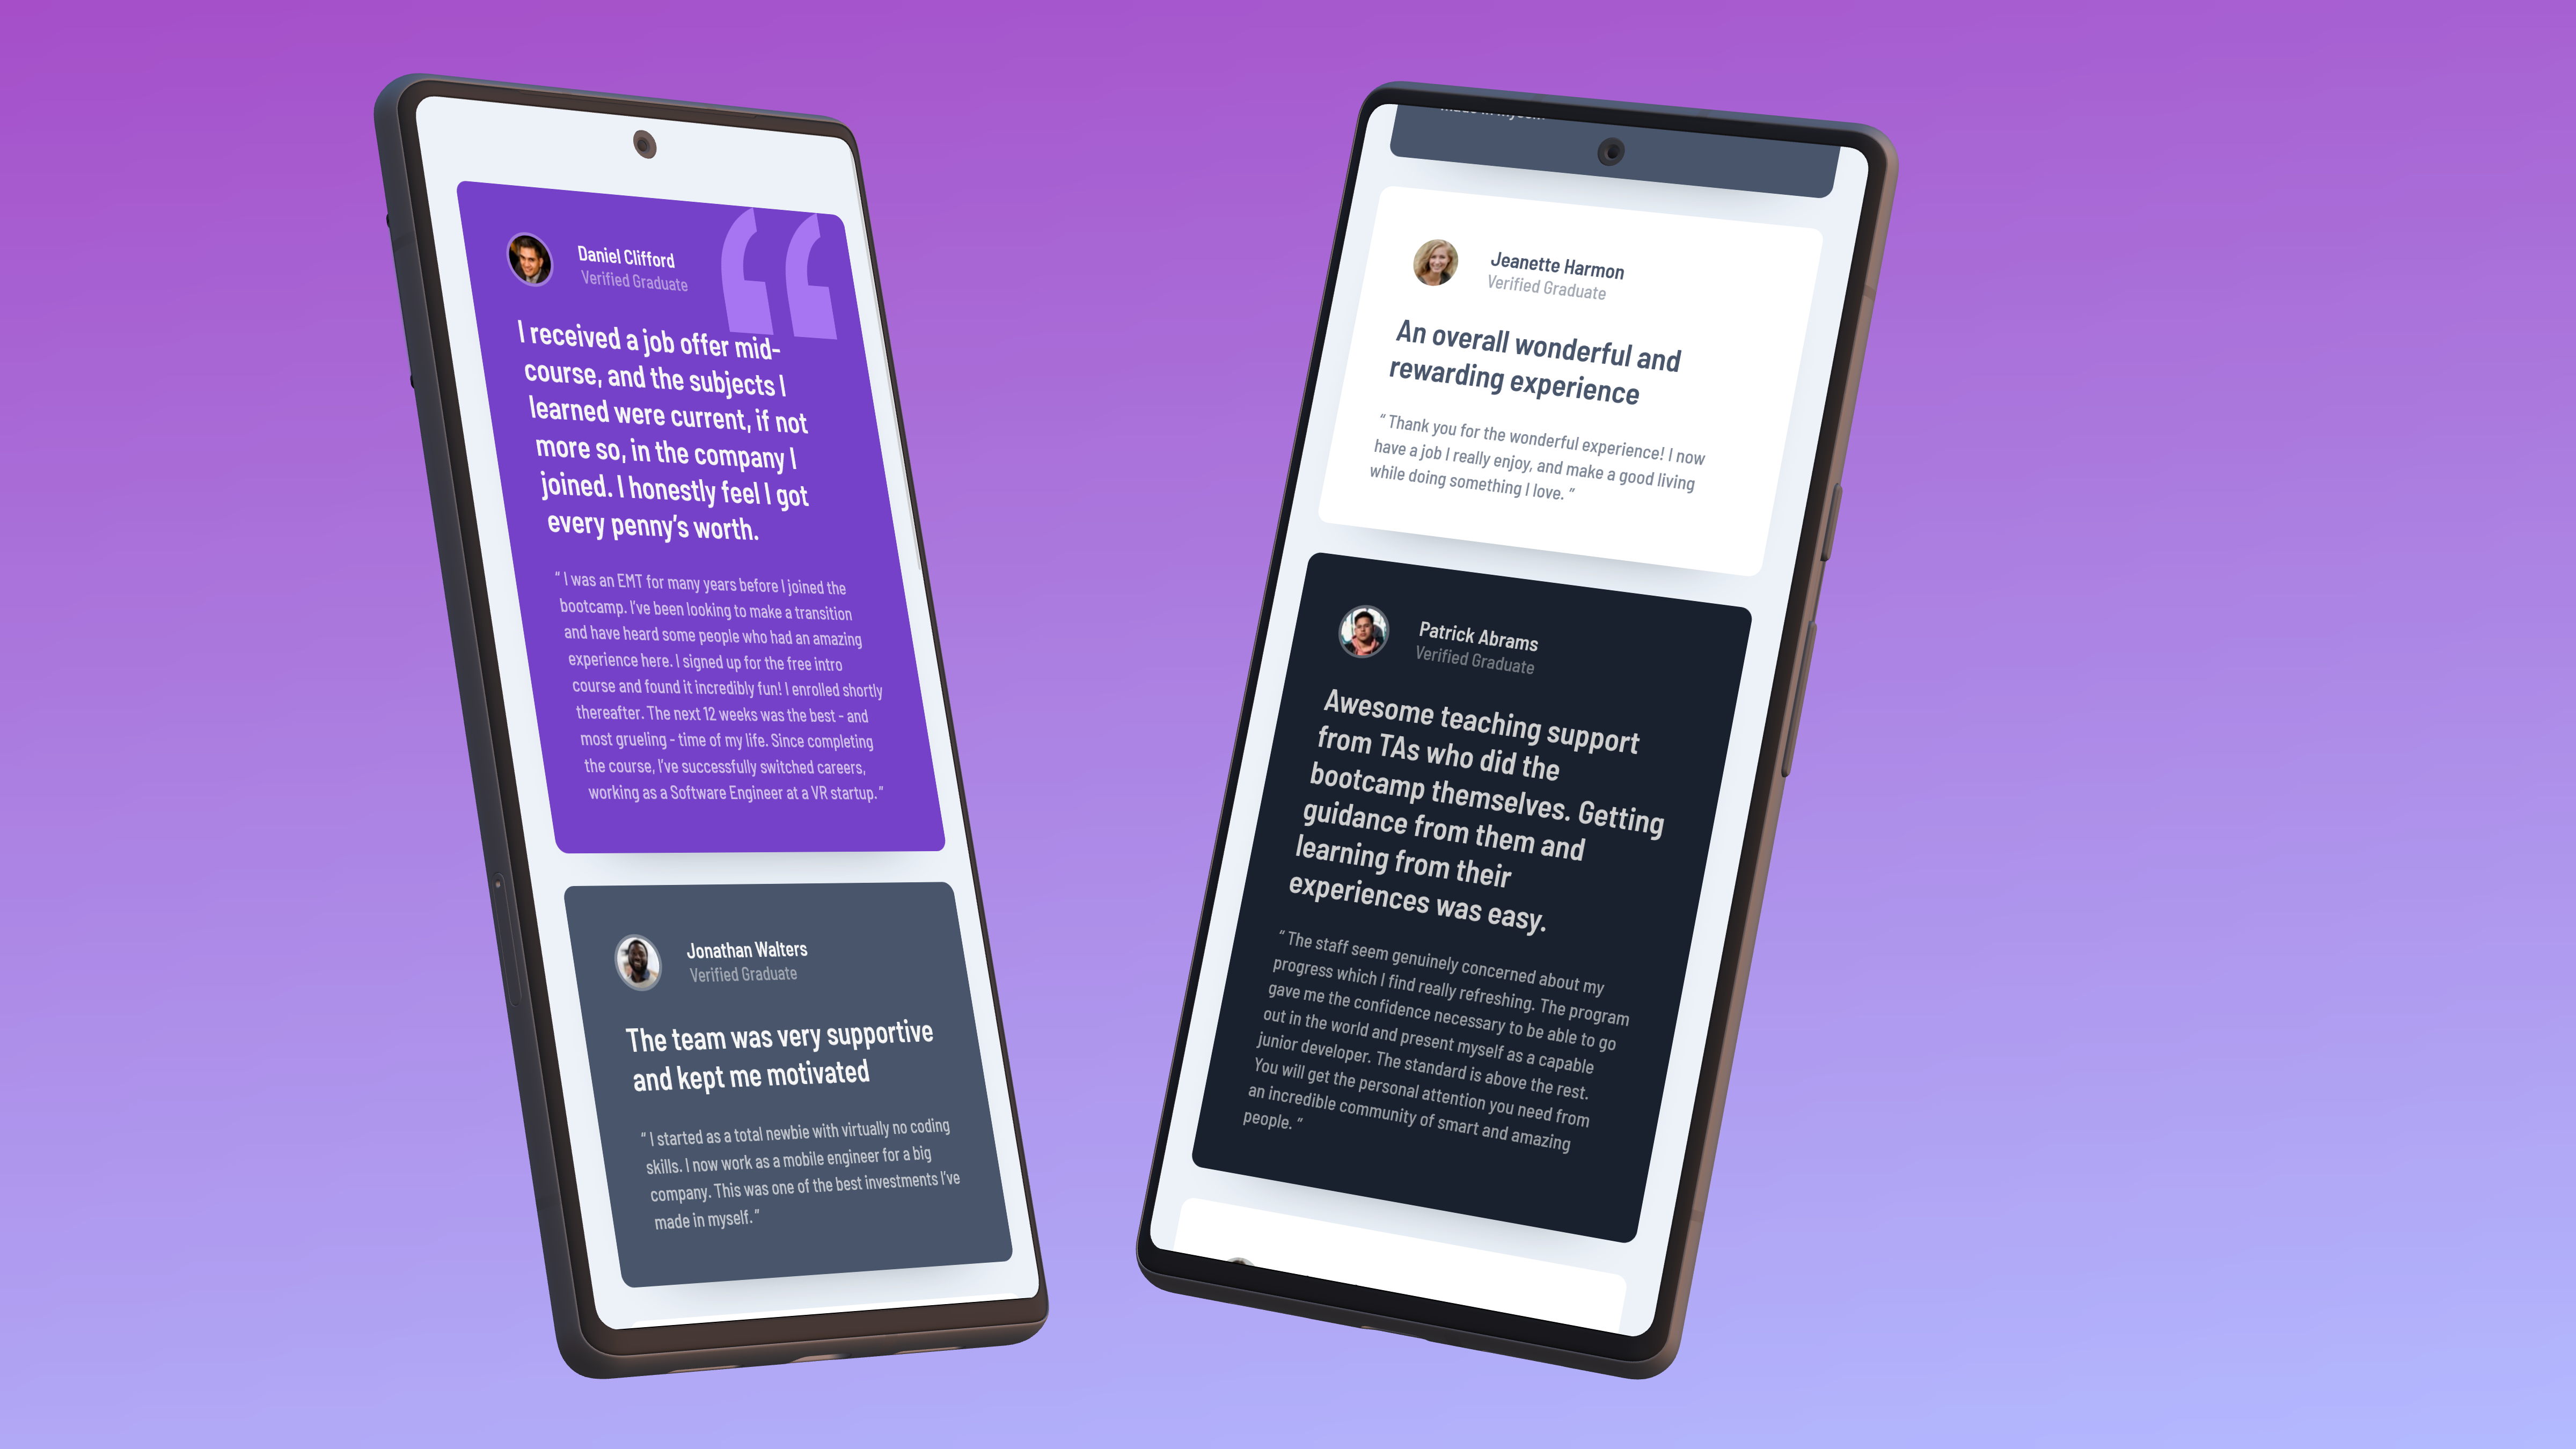 Daniel Clifford
Verified Graduate
I received a job offer mid-
course, and the subjects I
learned were current, if not
more so, in the company I
joined. I honestly feel I got
every penny's worth.
“ I was an EMT for many years before I joined the
bootcamp. I've been looking to make a transition
and have heard some people who had an amazing
experience here. I signed up for the free intro
course and found it incredibly fun! I enrolled shortly
thereafter. The next 12 weeks was the best - and
most grueling - time of my life. Since completing
the course, I've successfully switched careers,
working as a Software Engineer at a VR startup. ”
Jonathan Walters
Verified Graduate
The team was very supportive
and kept me motivated
“ I started as a total newbie with virtually no coding
skills. I now work as a mobile engineer for a big
company. This was one of the best investments I've
made in myself. ”
Jeanette Harmon
Verified Graduate
An overall wonderful and
rewarding experience
“ Thank you for the wonderful experience! I now
have a job I really enjoy, and make a good living
while doing something I love. ”
Patrick Abrams
Verified Graduate
Awesome teaching support
from TAs who did the
bootcamp themselves. Getting
guidance from them and
learning from their
experiences was easy.
“ The staff seem genuinely concerned about my
progress which I find really refreshing. The program
gave me the confidence necessary to be able to go
out in the world and present myself as a capable
junior developer. The standard is above the rest.
You will get the personal attention you need from
an incredible community of smart and amazing
people. ”